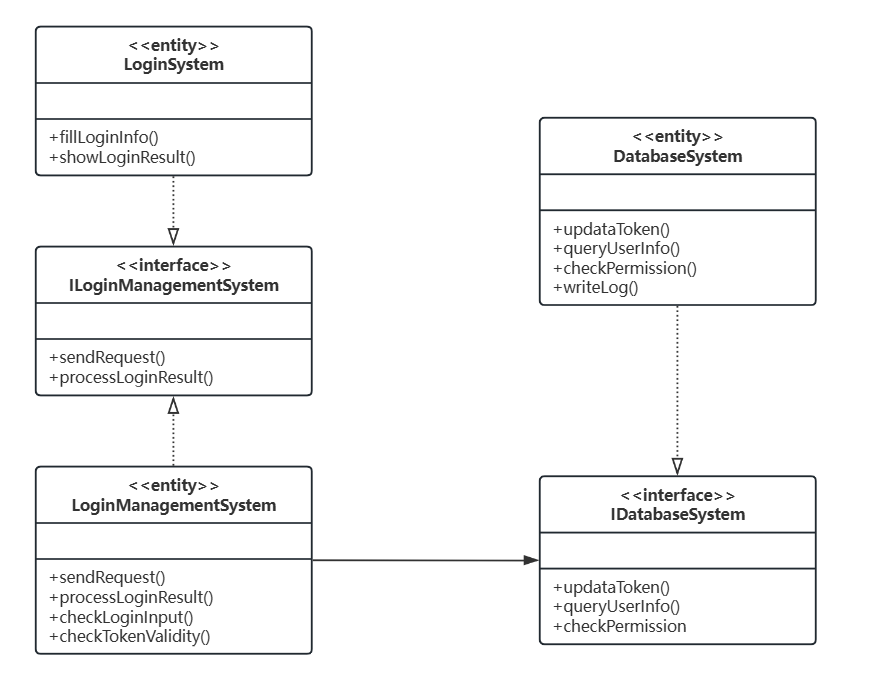 <<entity>>
LoginSystem
+fillLoginInfo()
+showLoginResult()
<<interface>>
ILoginManagementSystem
+sendRequest()
+processLoginResult()
<<entity>>
LoginManagementSystem
+sendRequest()
+processLoginResult()
+checkLoginInput()
+checkTokenValidity()
<<entity>>
DatabaseSystem
+updataToken()
+queryUserInfo()
+checkPermission()
+writeLog()
<<interface>>
IDatabaseSystem
+updataToken()
+queryUserInfo()
+checkPermission